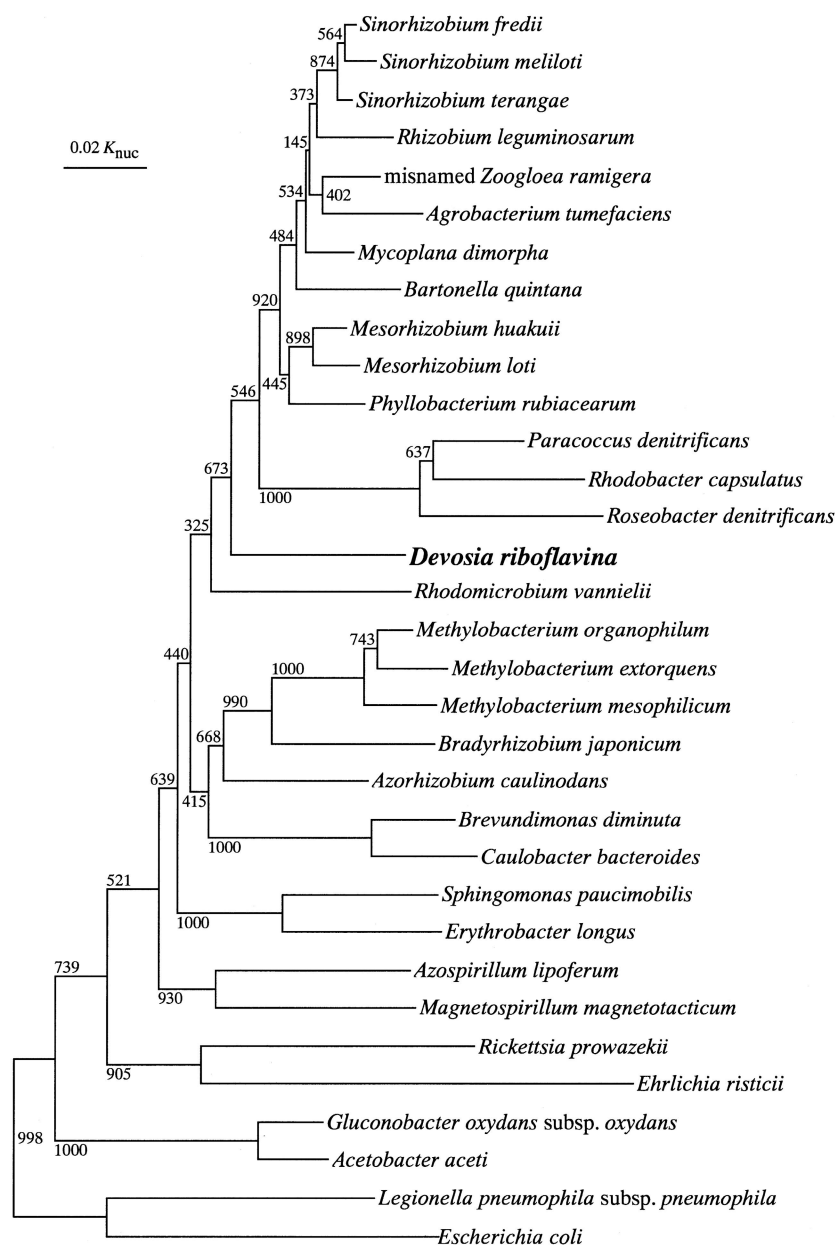 564 Sinorhizobium fredii
874 Sinorhizobium meliloti
373 Sinorhizobium terangae
0.02 Knuc
145 Rhizobium leguminosarum
534 402 misnamed Zoogloea ramigera
Agrobacterium tumefaciens
484 Mycoplana dimorpha
Bartonella quintana
920 898 Mesorhizobium huakuii
Mesorhizobium loti
546 445 Phyllobacterium rubiacearum
637 Paracoccus denitrificans
673 Rhodobacter capsulatus
1000 Roseobacter denitrificans
325 Devosia riboflavina
Rhodomicrobium vannielii
743 Methylobacterium organophilum
440 1000 Methylobacterium extorquens
990 Methylobacterium mesophilicum
668 Bradyrhizobium japonicum
639 Azorhizobium caulinodans
415 Brevundimonas diminuta
1000 Caulobacter bacteroides
521 Sphingomonas paucimobilis
1000 Erythrobacter longus
739 Azospirillum lipoferum
930 Magnetospirillum magnetotacticum
Rickettsia prowazekii
905 Ehrlichia risticii
Gluconobacter oxydans subsp. oxydans
998 1000 Acetobacter aceti
Legionella pneumophila subsp. pneumophila
Escherichia coli